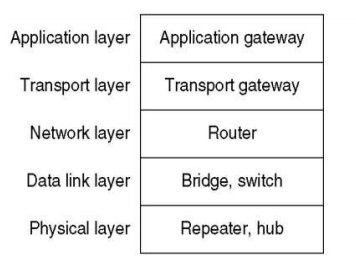 Application layer Application gateway
Transport layer Transport gateway
Network layer Router
Data link layer Bridge, switch
Physical layer Repeater, hub